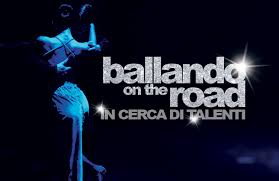 ballando
on the
road
IN CERCA DI TALENTI